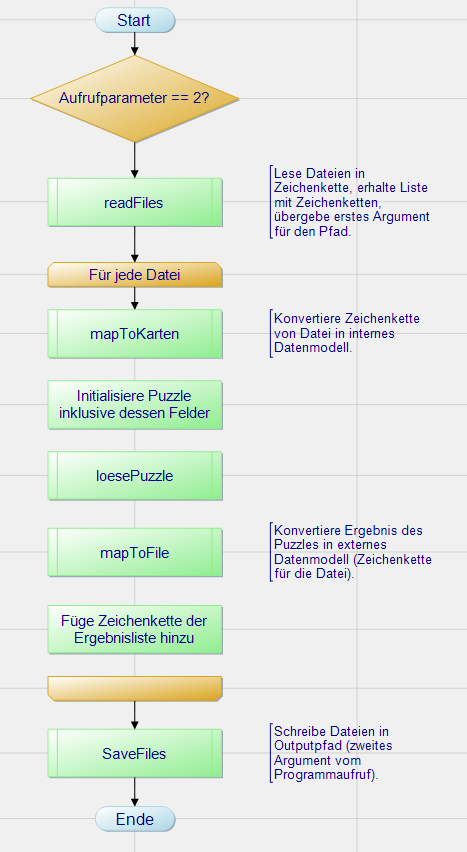 Start
Aufrufparameter == 2?
readFiles
Lese Dateien in
Zeichenkette, erhalte Liste
mit Zeichenketten,
übergebe erstes Argument
für den Pfad.
Für jede Datei
mapToKarten
Konvertiere Zeichenkette
von Datei in internes
Datenmodell.
Initialisiere Puzzle
inklusive dessen Felder
loesePuzzle
mapToFile
Konvertiere Ergebnis des
Puzzles in externes
Datenmodell (Zeichenkette
für die Datei).
Füge Zeichenkette der
Ergebnisliste hinzu
SaveFiles
Schreibe Dateien in
Outputpfad (zweites
Argument vom
Programmaufruf).
Ende